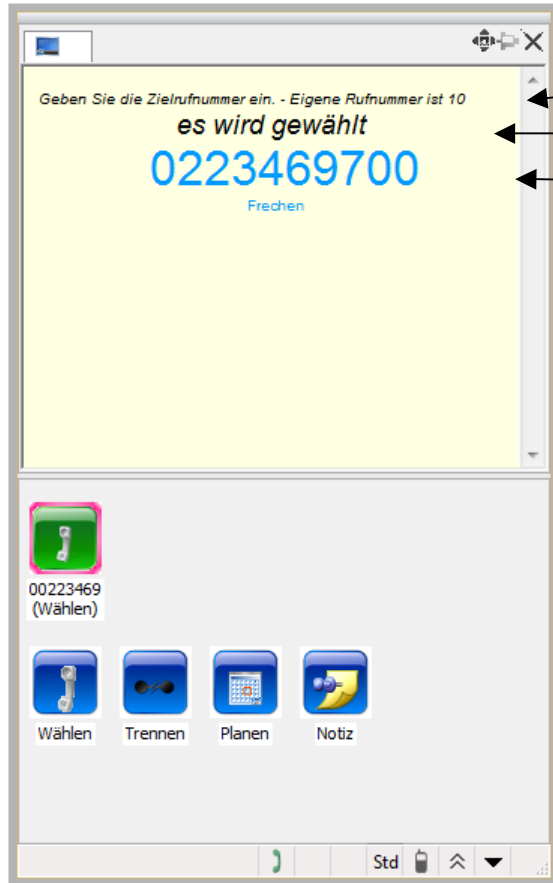 Geben Sie die Zielrufnummer ein. - Eigene Rufnummer ist 10
es wird gewählt
0223469700
Frechen
00223469
(Wählen)
Wählen Trennen Planen Notiz
Std